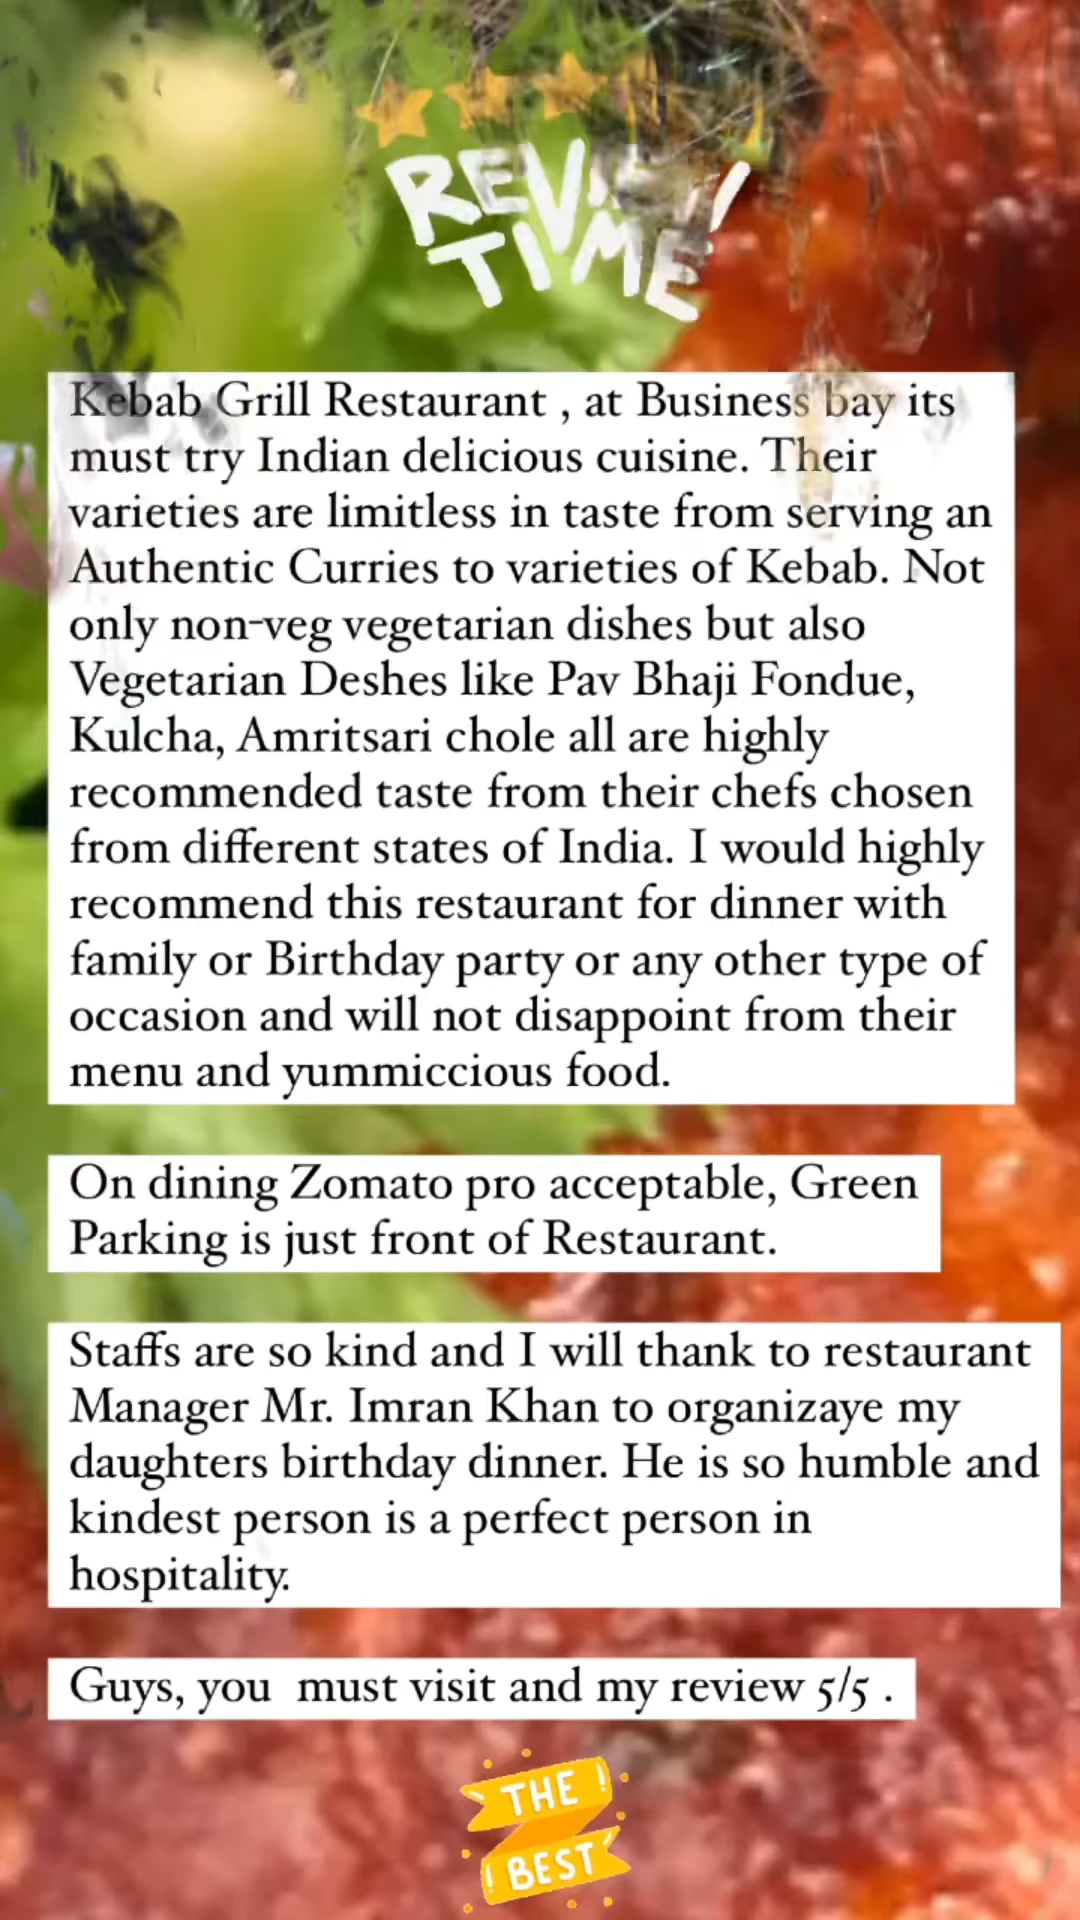 REVIEW
TIME
Kebab Grill Restaurant , at Business bay its
must try Indian delicious cuisine. Their
varieties are limitless in taste from serving an
Authentic Curries to varieties of Kebab. Not
only non-veg vegetarian dishes but also
Vegetarian Deshes like Pav Bhaji Fondue,
Kulcha, Amritsari chole all are highly
recommended taste from their chefs chosen
from different states of India. I would highly
recommend this restaurant for dinner with
family or Birthday party or any other type of
occasion and will not disappoint from their
menu and yummiccious food.
On dining Zomato pro acceptable, Green
Parking is just front of Restaurant.
Staffs are so kind and I will thank to restaurant
Manager Mr. Imran Khan to organizaye my
daughters birthday dinner. He is so humble and
kindest person is a perfect person in
hospitality.
Guys, you  must visit and my review 5/5 .
THE !
! BEST